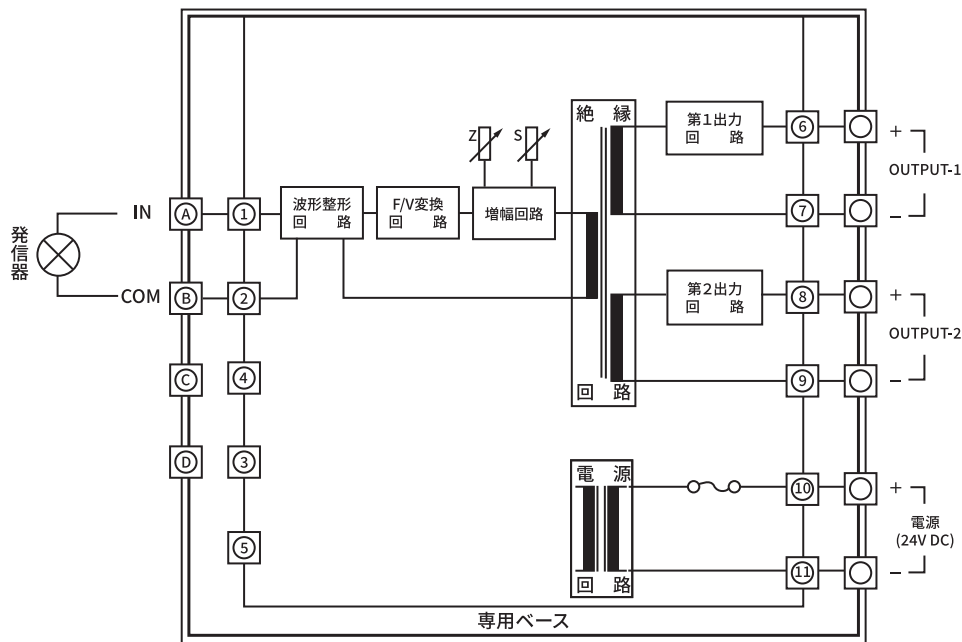 絶 縁
第1出力
回 路
6
+
OUTPUT-1
Z
S
IN
A
1
波形整形
回 路
F/V変換
回 路
増幅回路
7
−
発信器
COM
B
2
第2出力
回 路
8
+
OUTPUT-2
C
4
回 路
9
−
D
3
電 源
10
+
電源
(24V DC)
5
回 路
11
−
専用ベース